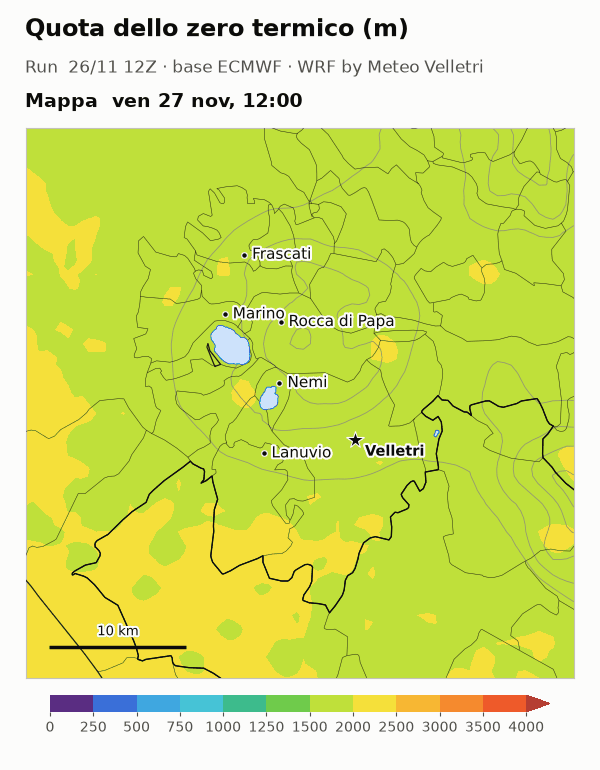 Quota dello zero termico (m)
Run  26/11 12Z · base ECMWF · WRF by Meteo Velletri
Mappa  ven 27 nov, 12:00
Frascati
Marino
Rocca di Papa
Nemi
Velletri
Lanuvio
10 km
0 250 500 750 1000 1250 1500 2000 2500 3000 3500 4000